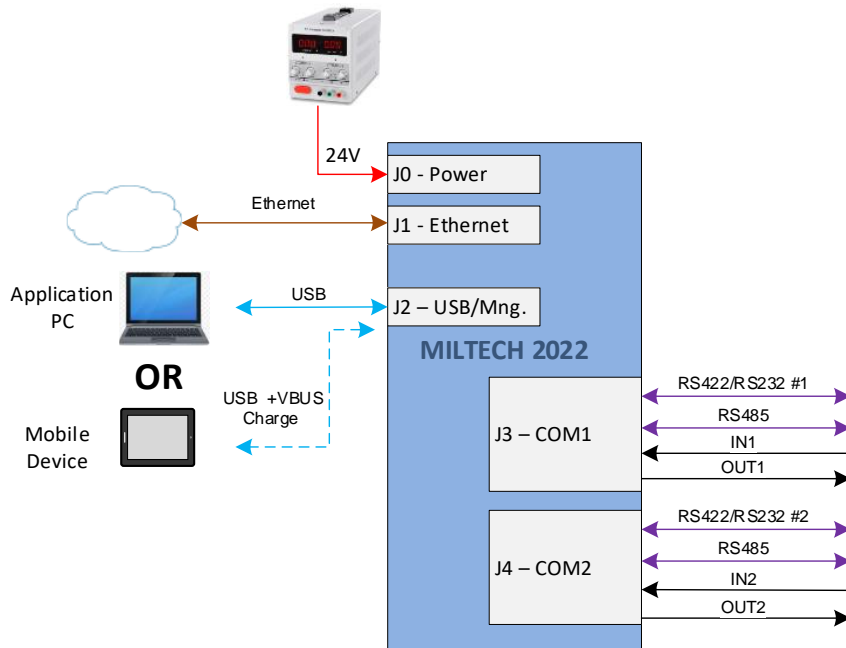 24V
J0 - Power
Ethernet
J1 - Ethernet
Application
PC
USB
J2 – USB/Mng.
MILTECH 2022
OR
USB +VBUS
Charge
Mobile
Device
J3 – COM1
RS422/RS232 #1
RS485
IN1
OUT1
J4 – COM2
RS422/RS232 #2
RS485
IN2
OUT2